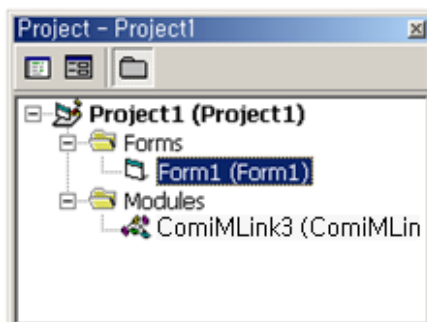 Project - Project1
Project1 (Project1)
Forms
Form1 (Form1)
Modules
ComiMLink3 (ComiMLin